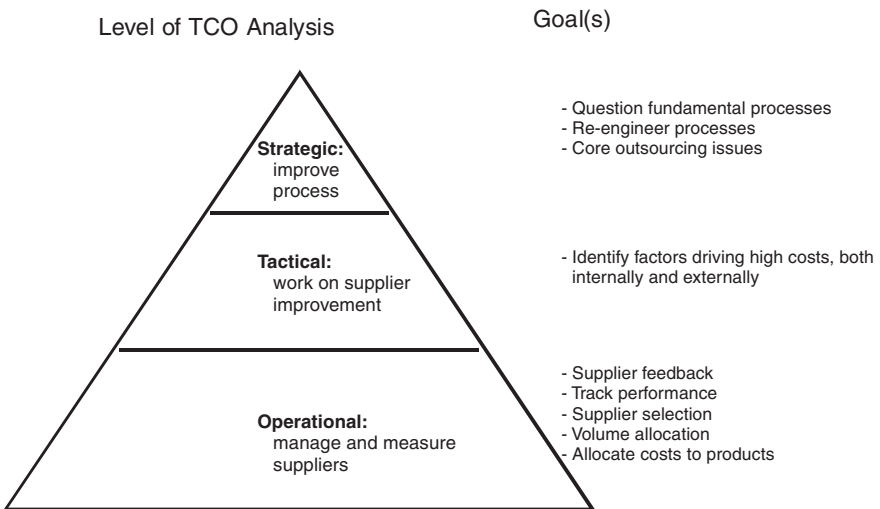 Level of TCO Analysis
Goal(s)
Strategic:
improve
process
- Question fundamental processes
- Re-engineer processes
- Core outsourcing issues
Tactical:
work on supplier
improvement
- Identify factors driving high costs, both
internally and externally
Operational:
manage and measure
suppliers
- Supplier feedback
- Track performance
- Supplier selection
- Volume allocation
- Allocate costs to products